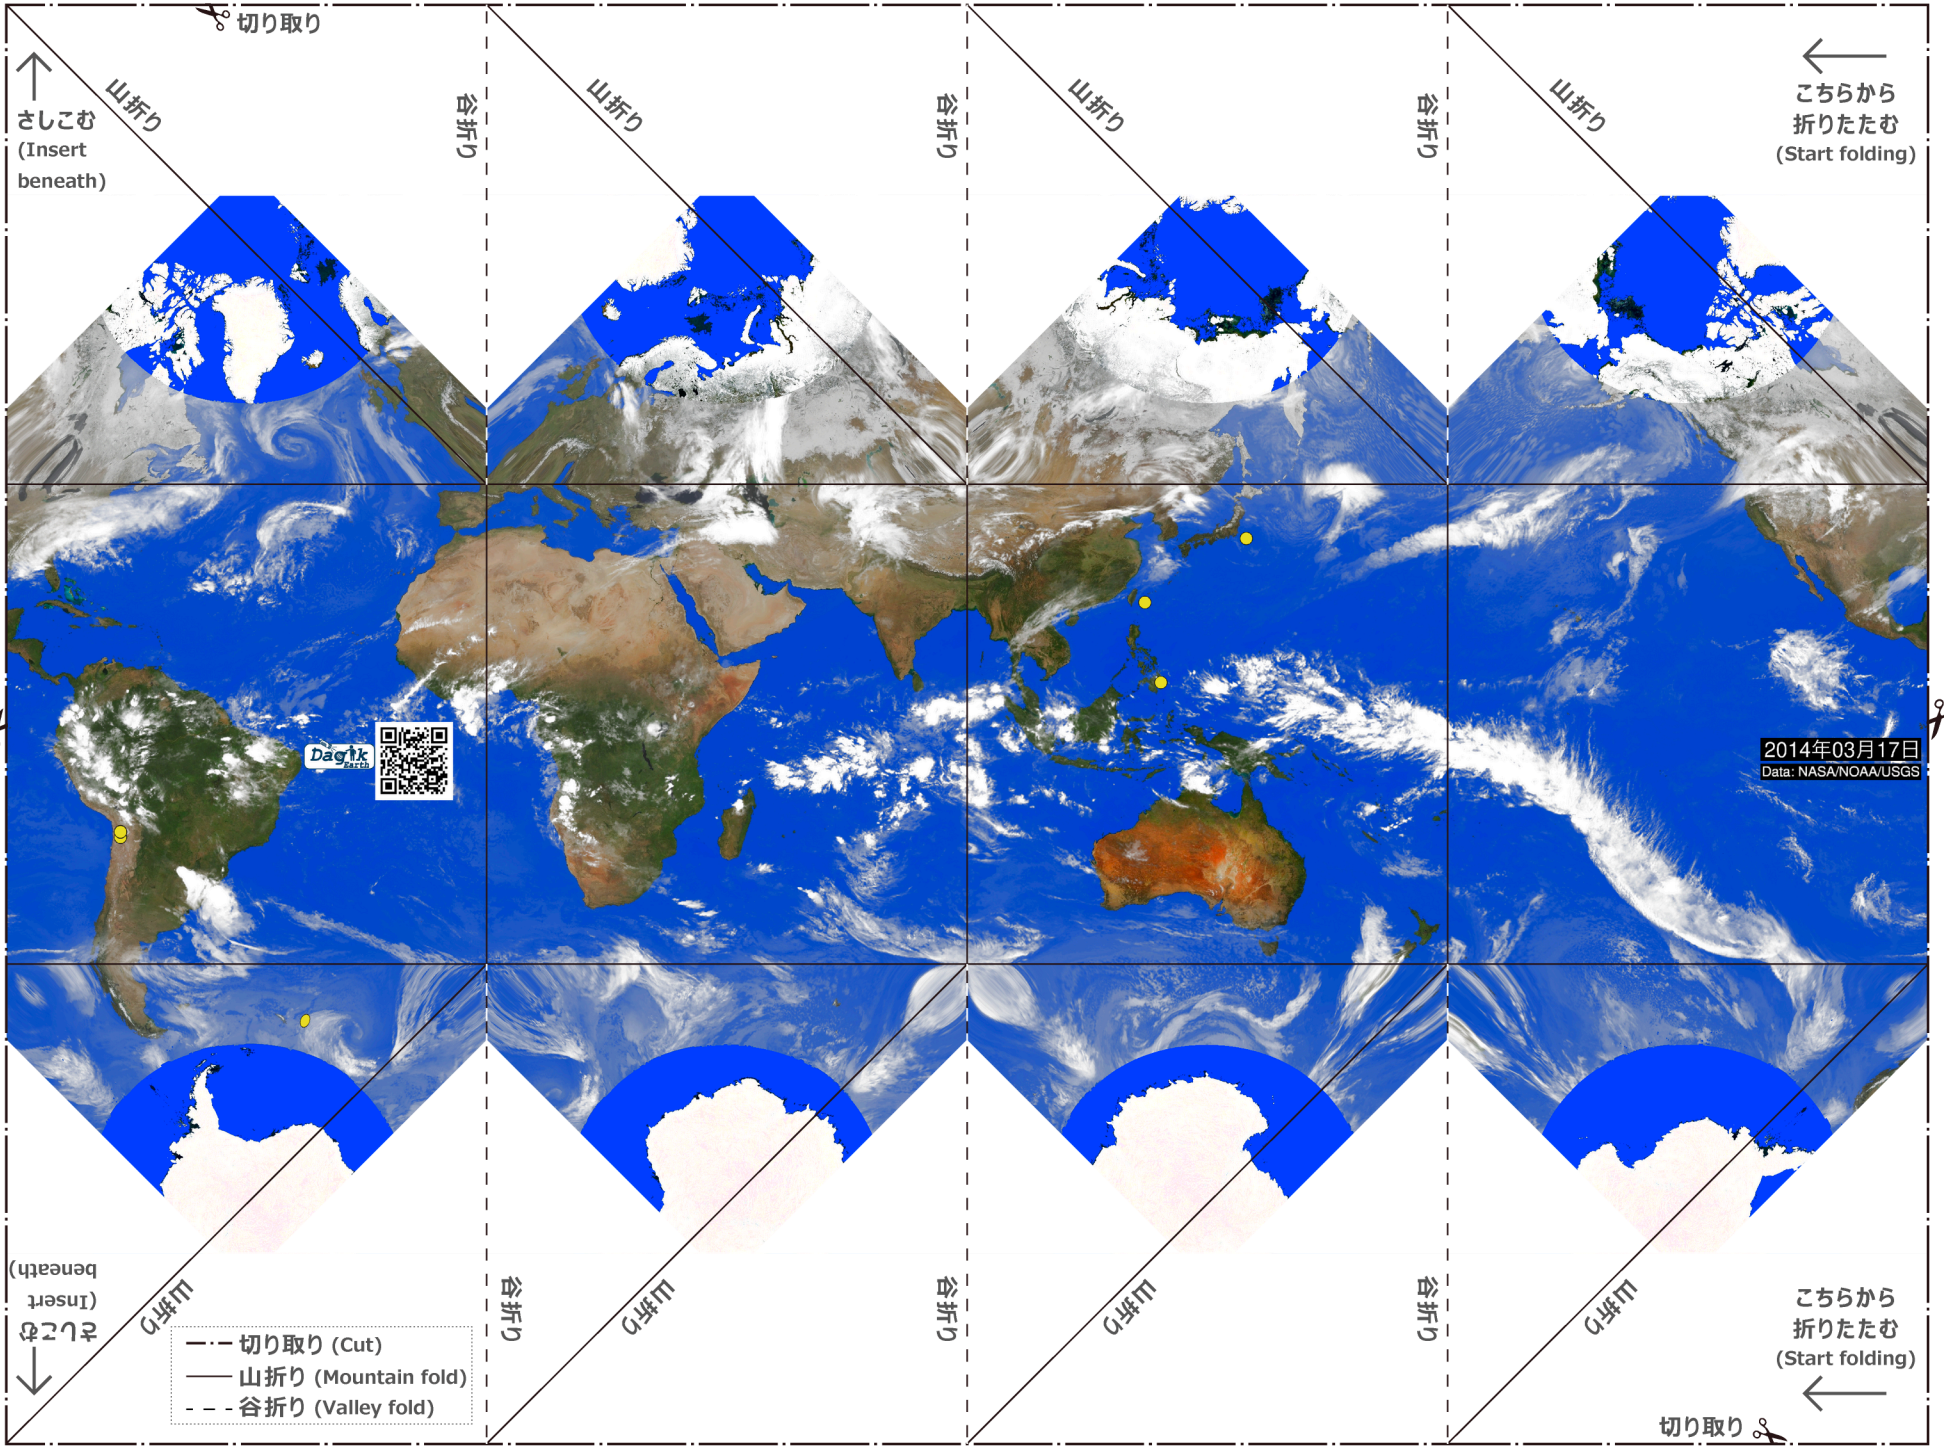 切り取り
さしこむ
(Insert
beneath)
山折り
谷折り
山折り
谷折り
山折り
谷折り
山折り
こちらから
折りたたむ
(Start folding)
Dagik
Earth
2014年03月17日
Data: NASA/NOAA/USGS
さしこむ
(Insert
beneath)
山折り
谷折り
山折り
谷折り
山折り
谷折り
山折り
こちらから
折りたたむ
(Start folding)
切り取り (Cut)
山折り (Mountain fold)
谷折り (Valley fold)
切り取り